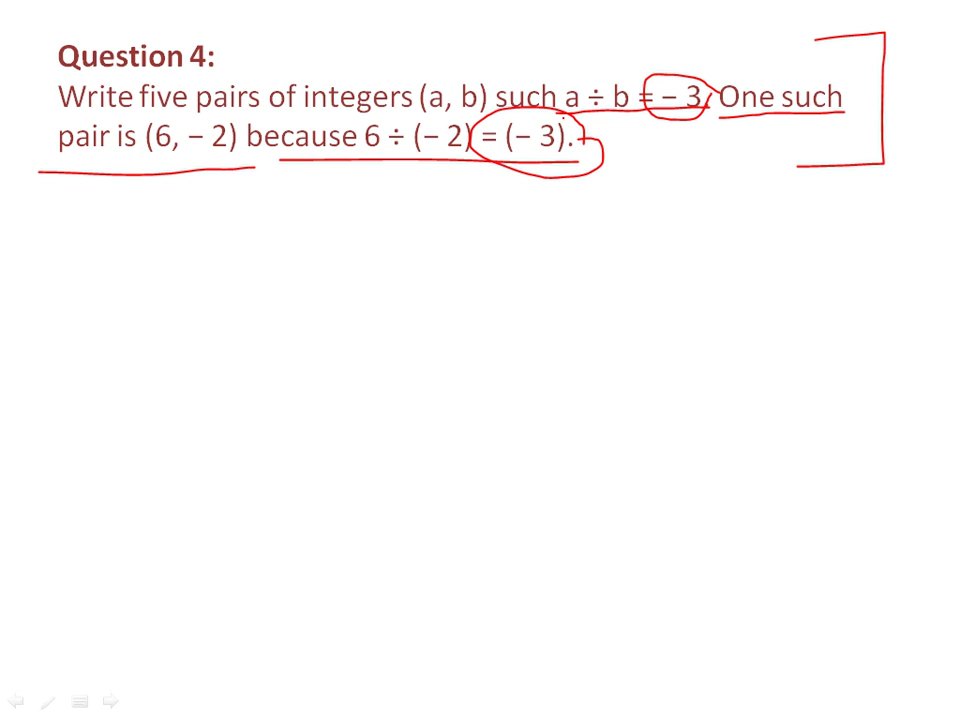 Question 4:
Write five pairs of integers (a, b) such a ÷ b = − 3. One such
pair is (6, − 2) because 6 ÷ (− 2) = (− 3).